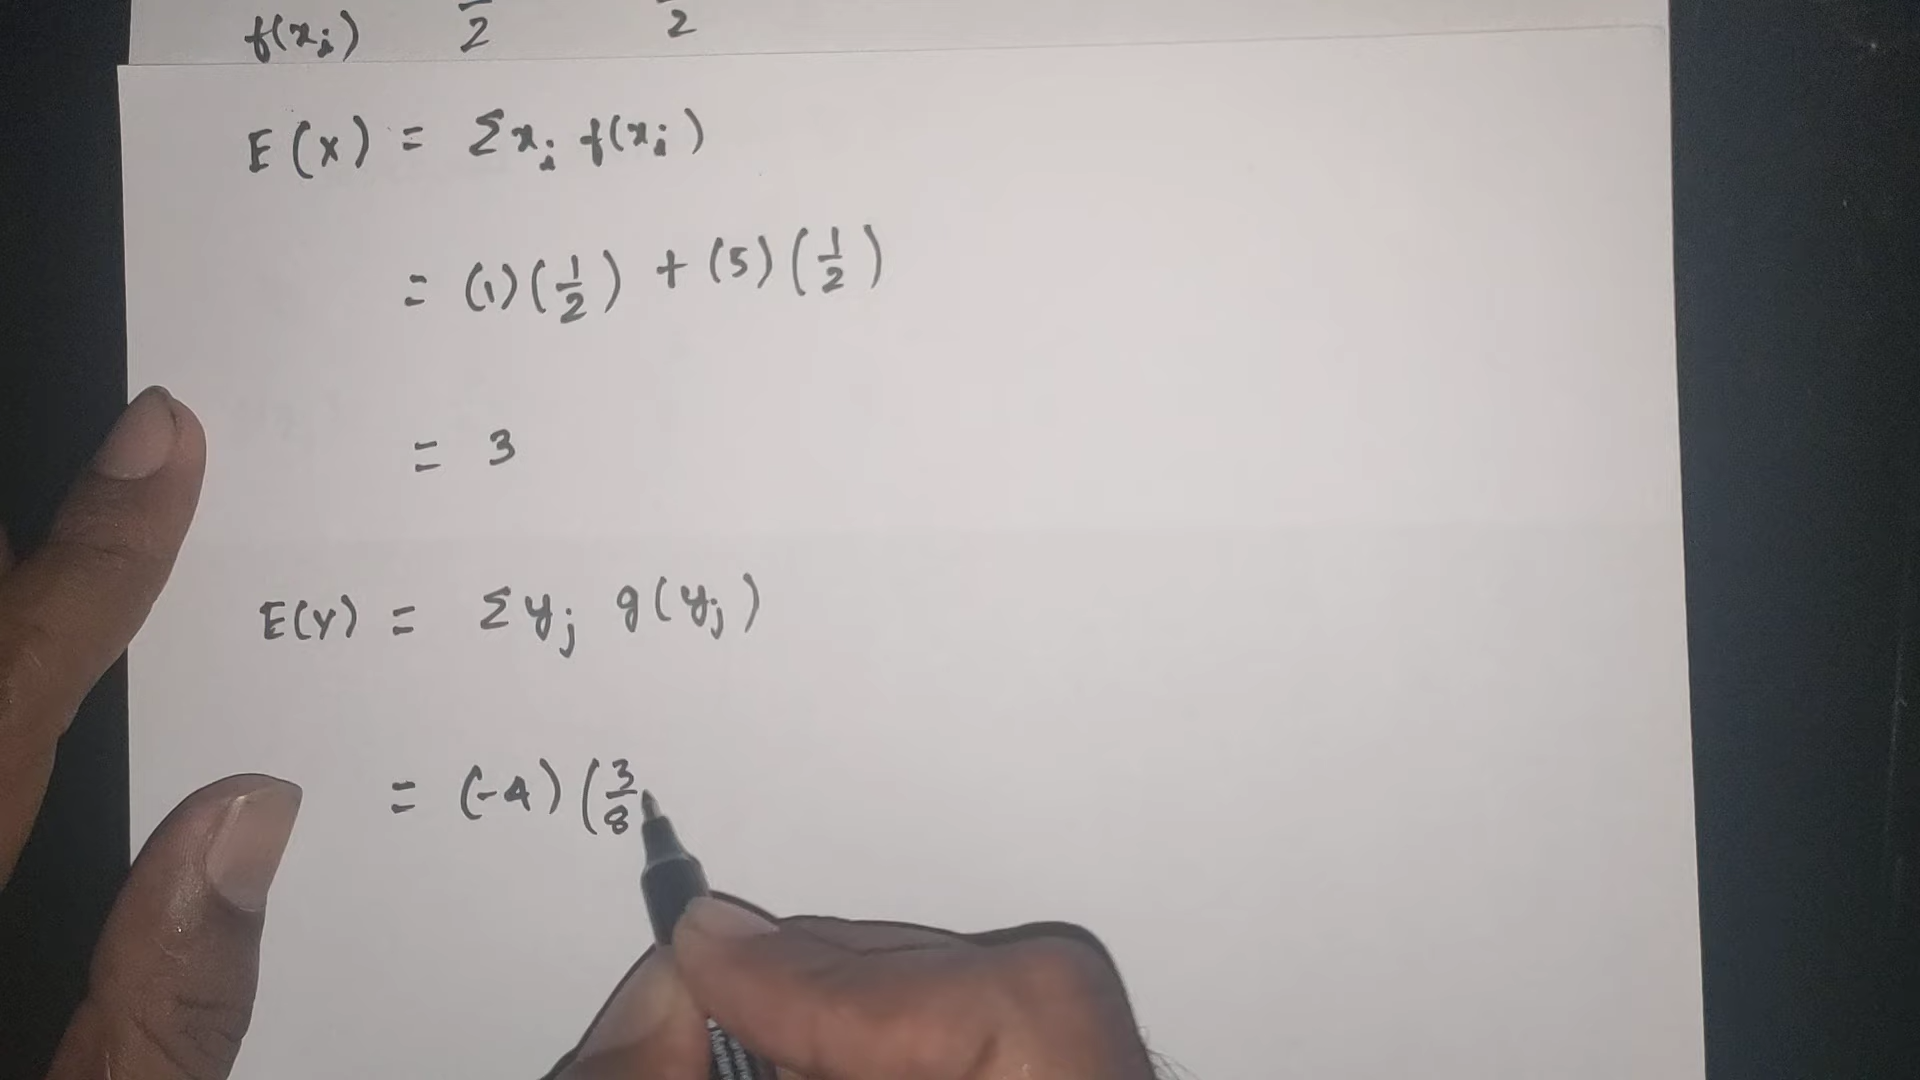 f(xᵢ) 1/2 1/2
E(X) = Σxᵢ f(xᵢ)
= (1)(1/2) + (5)(1/2)
= 3
E(Y) = Σyⱼ g(yⱼ)
= (-4)(3/8